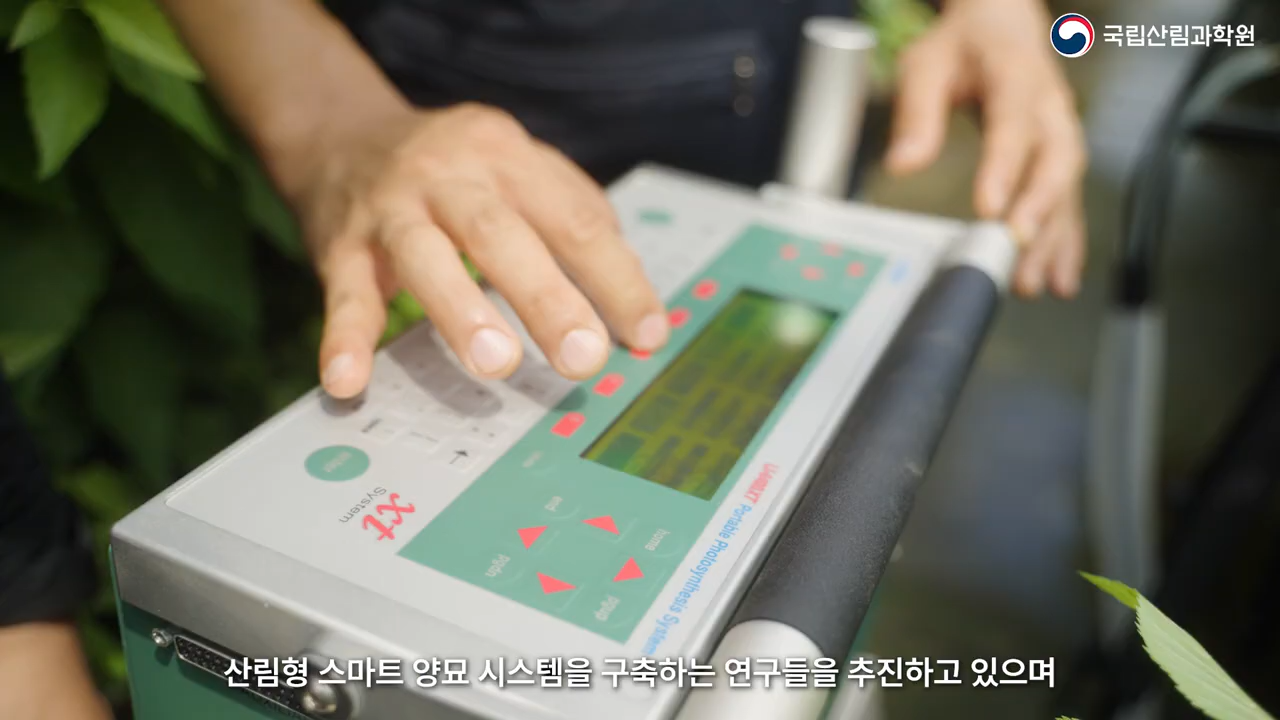 국립산림과학원
enter
System
xt
end
pgdn
home
pgup
LI-6400XT Portable Photosynthesis System
산림형 스마트 양묘 시스템을 구축하는 연구들을 추진하고 있으며